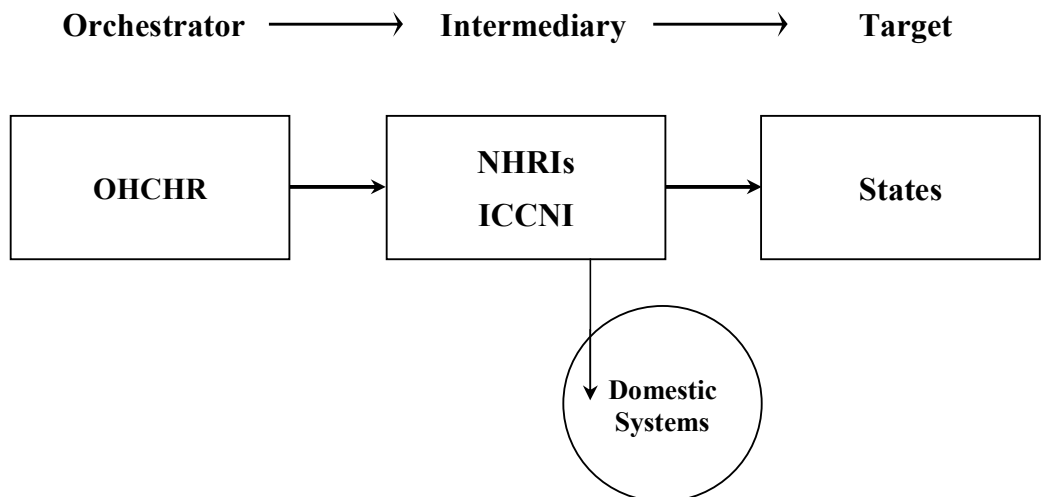 Orchestrator Intermediary Target
OHCHR
NHRIs
ICCNI
States
Domestic
Systems